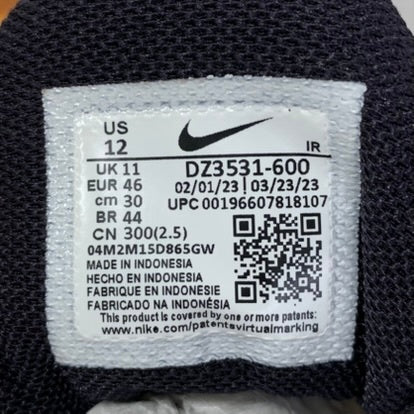 US
12
IR
UK 11
DZ3531-600
EUR 46
02/01/23 | 03/23/23
cm 30
UPC 00196607818107
BR 44
CN 300(2.5)
04M2M15D865GW
MADE IN INDONESIA
HECHO EN INDONESIA
FABRIQUE EN INDONESIE
FABRICADO NA INDONÉSIA
This product is covered by one or more patents:
www.nike.com/patentsvirtualmarking